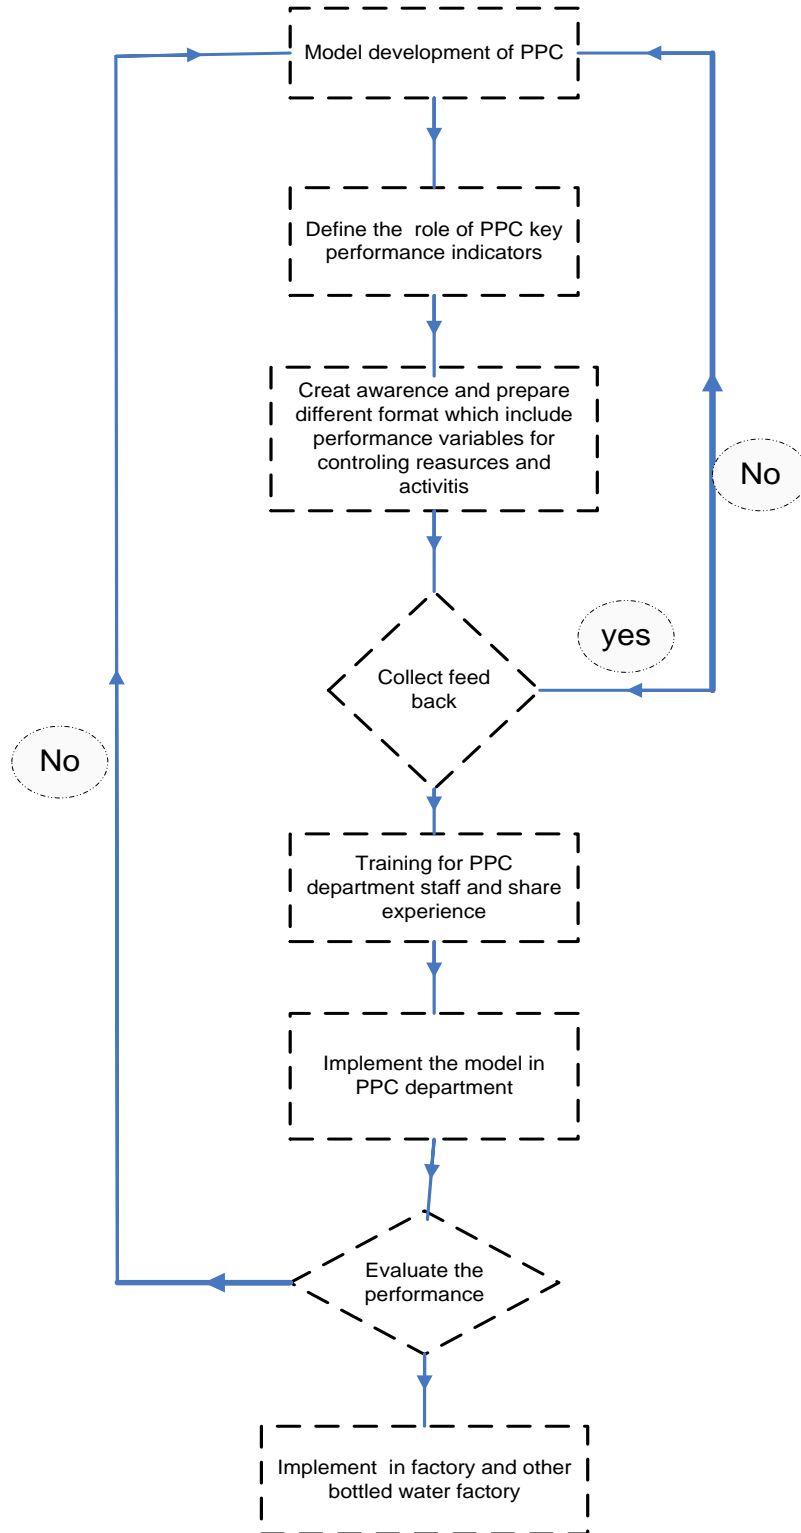 Model development of PPC
Define the role of PPC key
performance indicators
Creat awarence and prepare
different format which include
performance variables for
controling reasurces and
activitis
No
yes
Collect feed
back
No
Training for PPC
department staff and share
experience
Implement the model in
PPC department
Evaluate the
performance
Implement in factory and other
bottled water factory